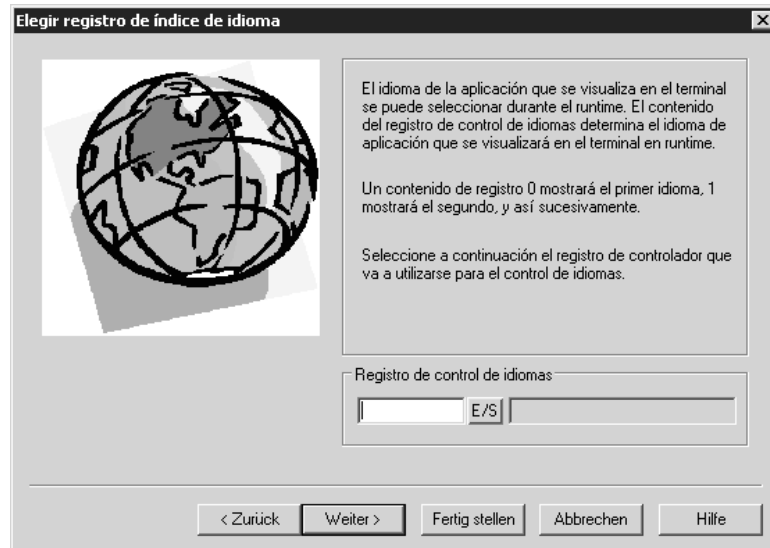 Elegir registro de índice de idioma
El idioma de la aplicación que se visualiza en el terminal
se puede seleccionar durante el runtime. El contenido
del registro de control de idiomas determina el idioma de
aplicación que se visualizará en el terminal en runtime.
Un contenido de registro 0 mostrará el primer idioma, 1
mostrará el segundo, y así sucesivamente.
Seleccione a continuación el registro de controlador que
va a utilizarse para el control de idiomas.
Registro de control de idiomas
E/S
< Zurück
Weiter >
Fertig stellen
Abbrechen
Hilfe